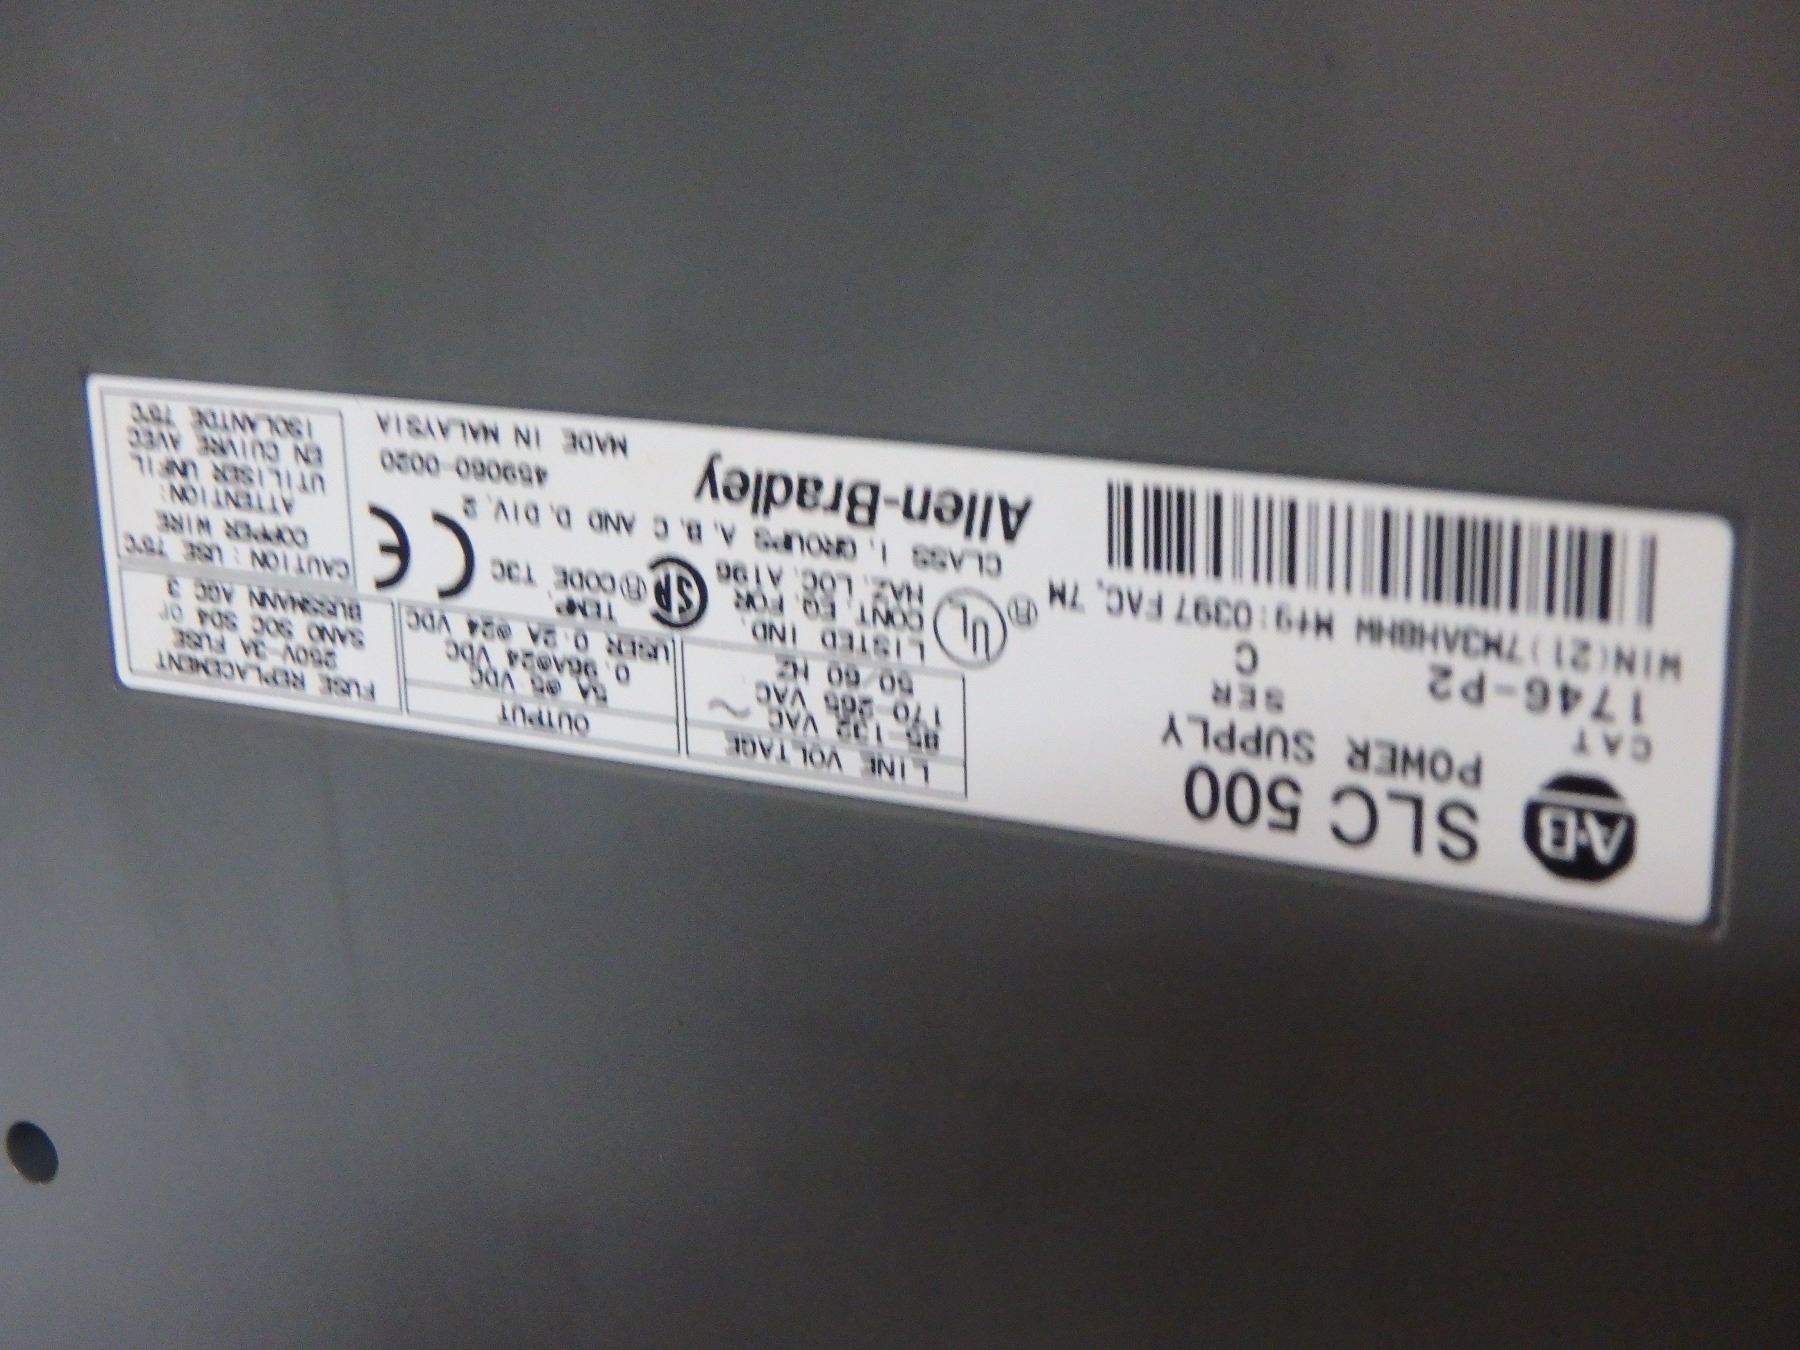 A·B
SLC 500
POWER SUPPLY
CAT
SER
1746-P2
C
WIN(21)7M3AHBHW Mfg:0397 FAC. 7M
LINE VOLTAGE
85-132 VAC
170-265 VAC ~
50/60 HZ
OUTPUT
5A @5 VDC
0.96A@24 VDC
USER 0.2A @24 VDC
FUSE REPLACEMENT
250V-3A FUSE
SANO SOC SD4 or
BUSSMANN AGC 3
UL ®
LISTED IND.
CONT. EQ. FOR
HAZ. LOC. A196
CLASS I, GROUPS A, B, C AND D, DIV. 2
TEMP.
CODE T3C
CE
CAUTION: USE 75°C
COPPER WIRE
ATTENTION:
UTILISER UNFIL
EN CUIVRE AVEC
ISOLANTDE 75°C
Allen-Bradley
459060-0020
MADE IN MALAYSIA